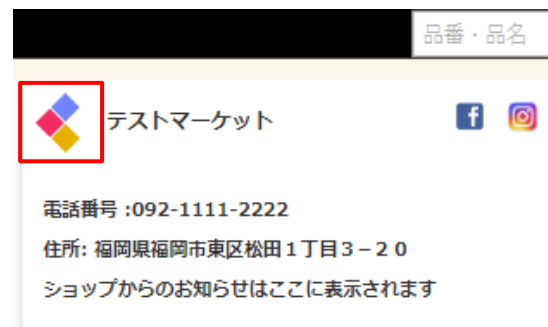 品番・品名
テストマーケット
電話番号 :092-1111-2222
住所: 福岡県福岡市東区松田１丁目３－２０
ショップからのお知らせはここに表示されます